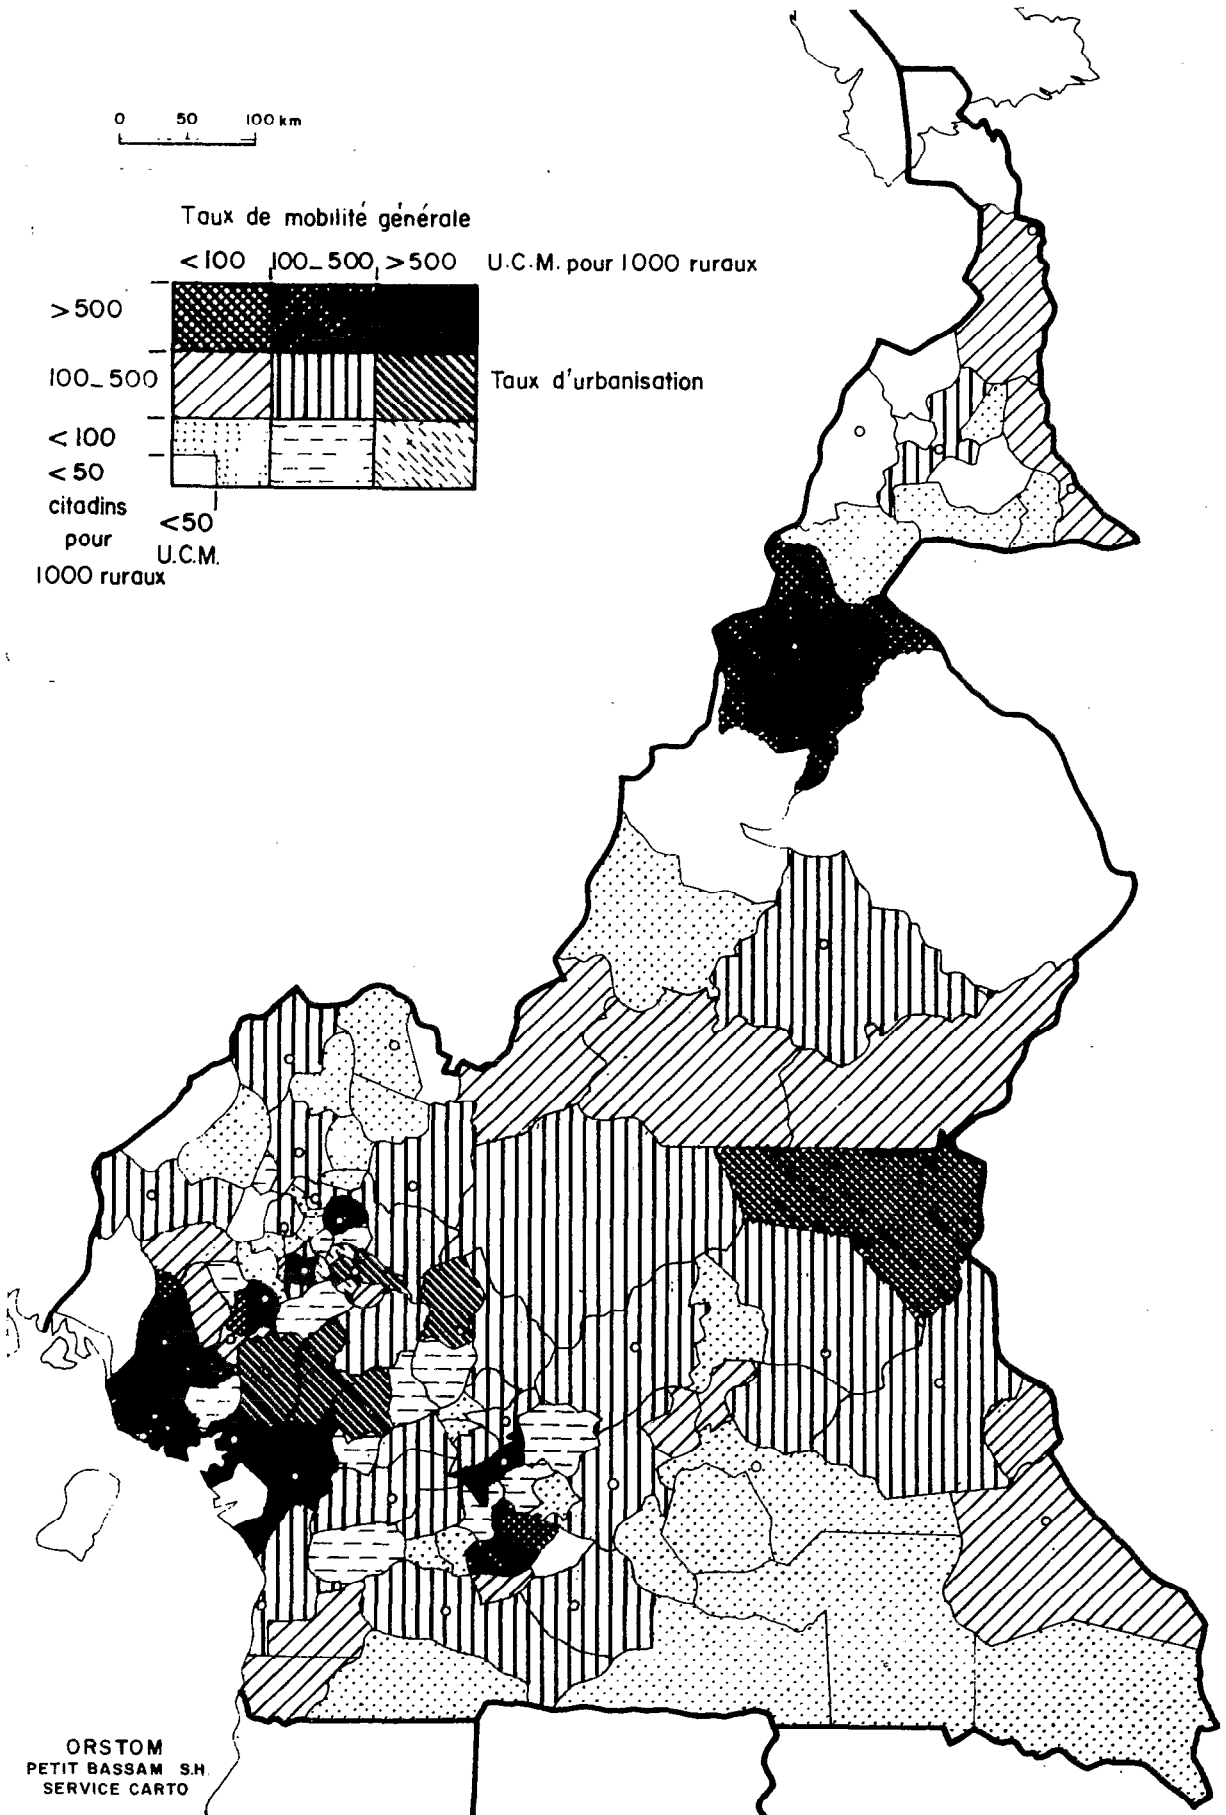 0 50 100 km
Taux de mobilité générale
<100 100_500 >500 U.C.M. pour 1000 ruraux
>500
100_500 Taux d'urbanisation
<100
<50
citadins
pour
1000 ruraux
<50
U.C.M.
ORSTOM
PETIT BASSAM S.H.
SERVICE CARTO